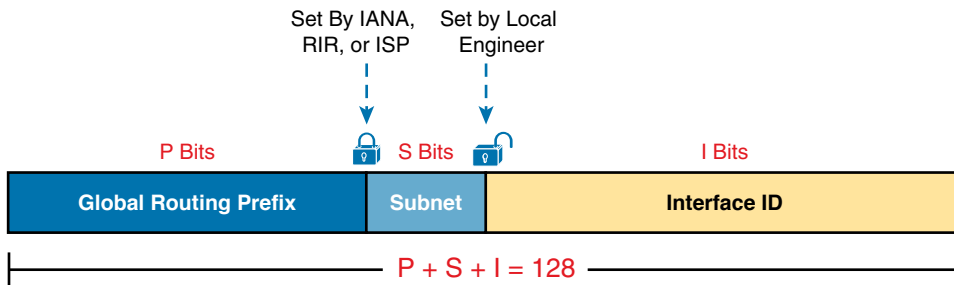 Set By IANA,
RIR, or ISP
Set by Local
Engineer
P Bits
S Bits
I Bits
Global Routing Prefix
Subnet
Interface ID
P + S + I = 128